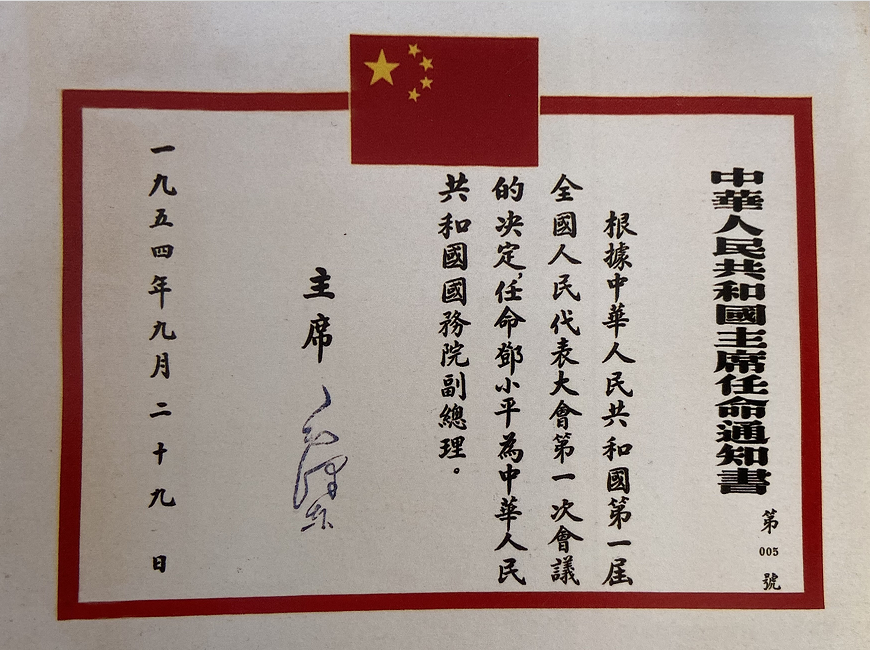 中華人民共和國主席任命通知書
第005號
根據中華人民共和國第一屆
全國人民代表大會第一次會議
的决定,任命鄧小平為中華人民
共和國國務院副總理。
主席 毛澤东
一九五四年九月二十九日